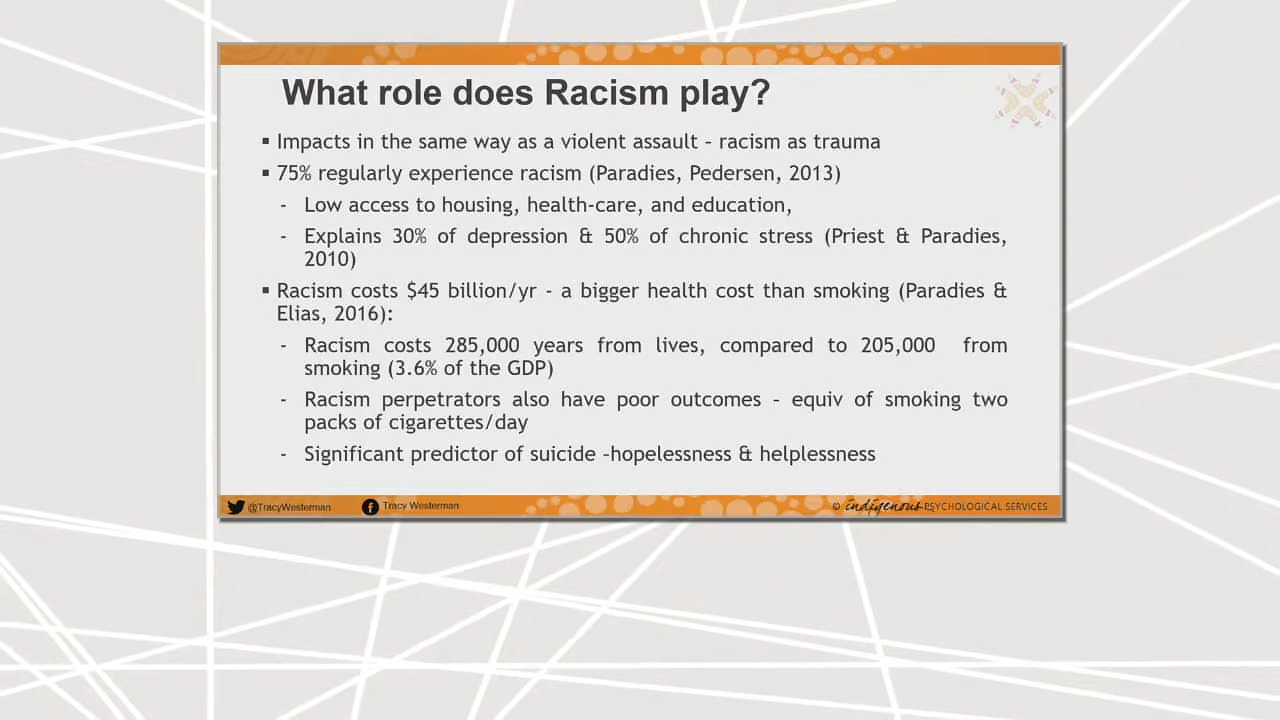 What role does Racism play?
▪ Impacts in the same way as a violent assault – racism as trauma
▪ 75% regularly experience racism (Paradies, Pedersen, 2013)
- Low access to housing, health-care, and education,
- Explains 30% of depression & 50% of chronic stress (Priest & Paradies,
2010)
▪ Racism costs $45 billion/yr - a bigger health cost than smoking (Paradies &
Elias, 2016):
- Racism costs 285,000 years from lives, compared to 205,000 from
smoking (3.6% of the GDP)
- Racism perpetrators also have poor outcomes – equiv of smoking two
packs of cigarettes/day
- Significant predictor of suicide –hopelessness & helplessness
@TracyWesterman
Tracy Westerman
© indigenous PSYCHOLOGICAL SERVICES